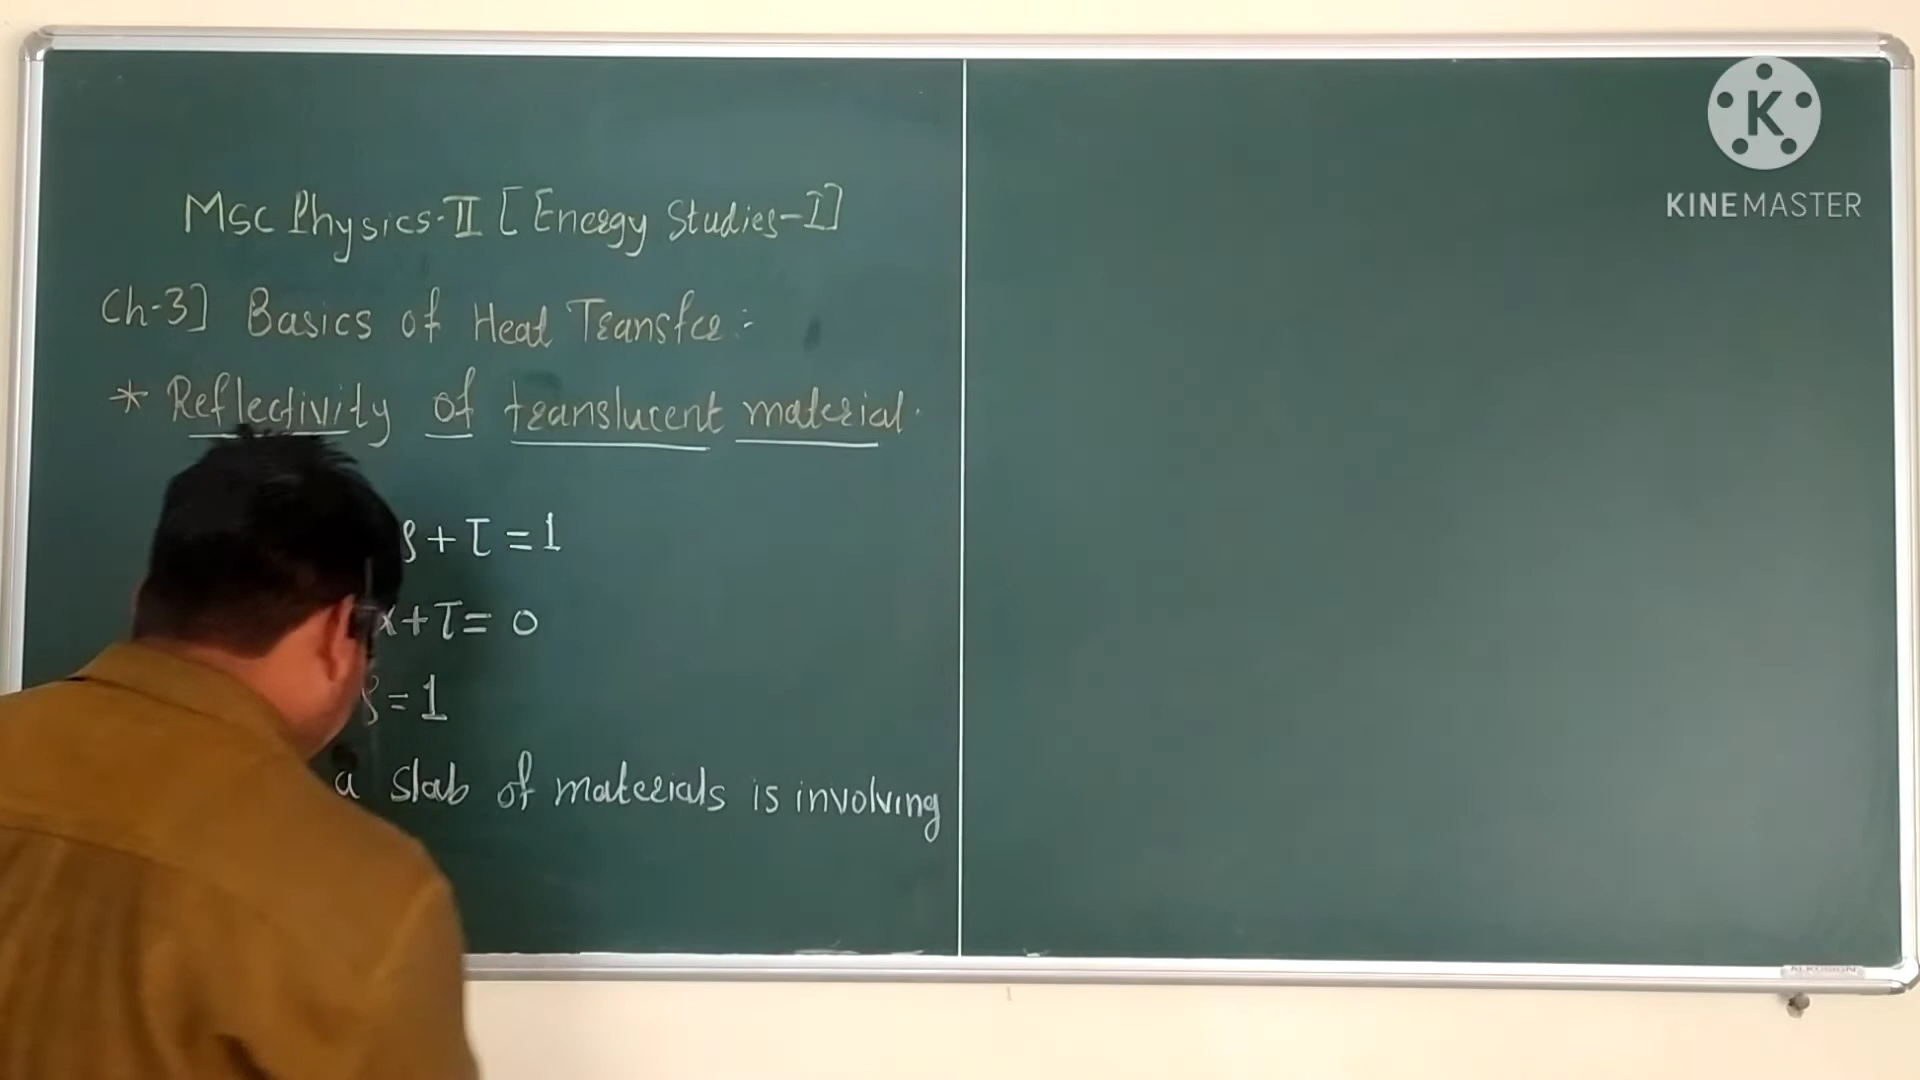 Msc Physics-II [Energy Studies-I]
Ch-3] Basics of Heat Transfer:-
* Reflectivity of translucent material.
ρ + τ = 1
α + τ = 0
ρ = 1
a slab of materials is involving
K
KINEMASTER